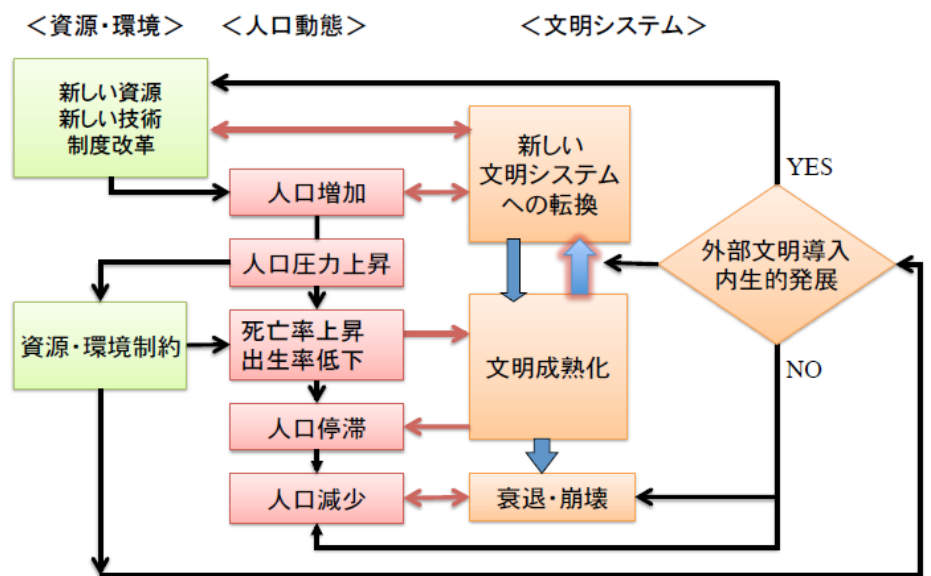 ＜資源・環境＞
＜人口動態＞
＜文明システム＞
新しい資源
新しい技術
制度改革
新しい
文明システム
への転換
YES
人口増加
外部文明導入
内生的発展
人口圧力上昇
資源・環境制約
死亡率上昇
出生率低下
文明成熟化
NO
人口停滞
人口減少
衰退・崩壊